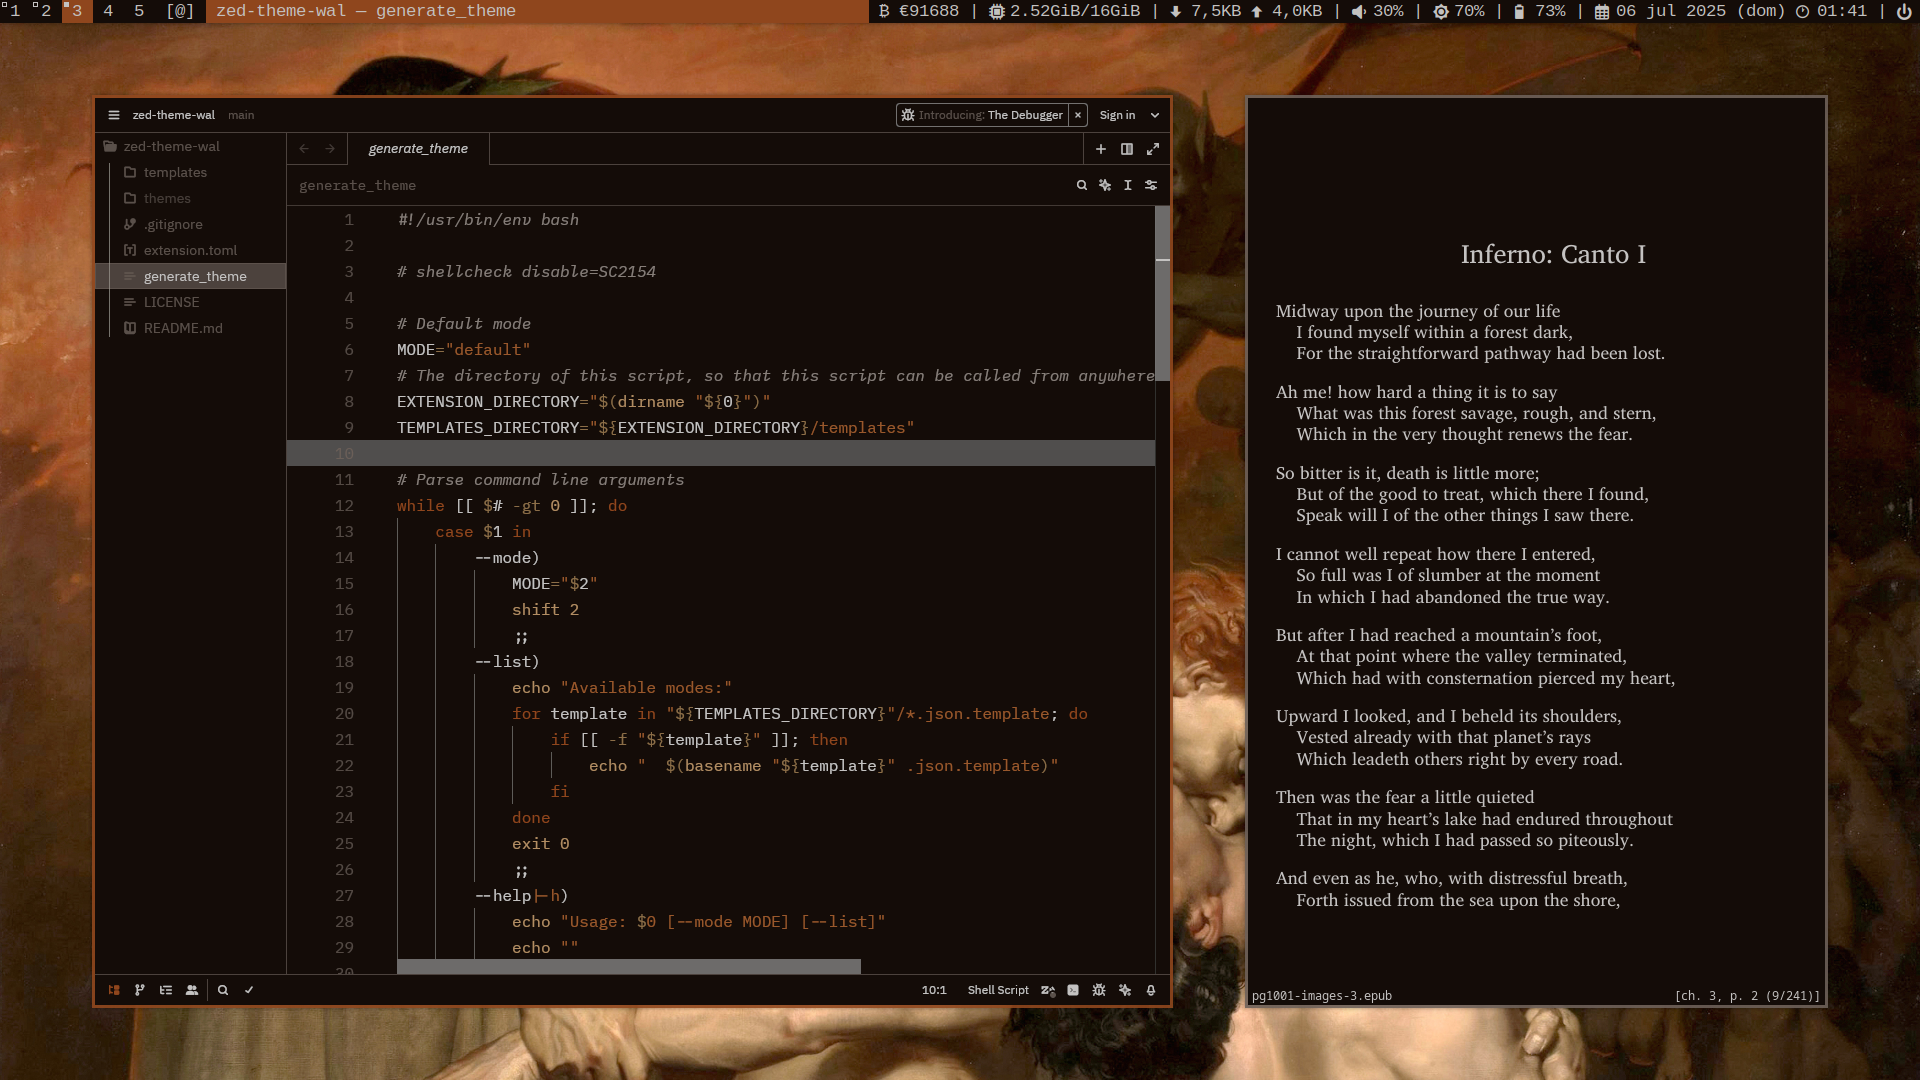 1 2 3 4 5 [@] zed-theme-wal — generate_theme
€91688 | 2.52GiB/16GiB | 7,5KB 4,0KB | 30% | 70% | 73% | 06 jul 2025 (dom) 01:41 |
zed-theme-wal main
Introducing: The Debugger × Sign in
zed-theme-wal
templates
themes
.gitignore
extension.toml
generate_theme
LICENSE
README.md
generate_theme
generate_theme
1 #!/usr/bin/env bash
2
3 # shellcheck disable=SC2154
4
5 # Default mode
6 MODE="default"
7 # The directory of this script, so that this script can be called from anywhere
8 EXTENSION_DIRECTORY="$(dirname "${0}")"
9 TEMPLATES_DIRECTORY="${EXTENSION_DIRECTORY}/templates"
10
11 # Parse command line arguments
12 while [[ $# -gt 0 ]]; do
13 case $1 in
14 --mode)
15 MODE="$2"
16 shift 2
17 ;;
18 --list)
19 echo "Available modes:"
20 for template in "${TEMPLATES_DIRECTORY}"/*.json.template; do
21 if [[ -f "${template}" ]]; then
22 echo "  $(basename "${template}" .json.template)"
23 fi
24 done
25 exit 0
26 ;;
27 --help|-h)
28 echo "Usage: $0 [--mode MODE] [--list]"
29 echo ""
30
10:1 Shell Script
Inferno: Canto I
Midway upon the journey of our life
I found myself within a forest dark,
For the straightforward pathway had been lost.
Ah me! how hard a thing it is to say
What was this forest savage, rough, and stern,
Which in the very thought renews the fear.
So bitter is it, death is little more;
But of the good to treat, which there I found,
Speak will I of the other things I saw there.
I cannot well repeat how there I entered,
So full was I of slumber at the moment
In which I had abandoned the true way.
But after I had reached a mountain’s foot,
At that point where the valley terminated,
Which had with consternation pierced my heart,
Upward I looked, and I beheld its shoulders,
Vested already with that planet’s rays
Which leadeth others right by every road.
Then was the fear a little quieted
That in my heart’s lake had endured throughout
The night, which I had passed so piteously.
And even as he, who, with distressful breath,
Forth issued from the sea upon the shore,
pg1001-images-3.epub [ch. 3, p. 2 (9/241)]